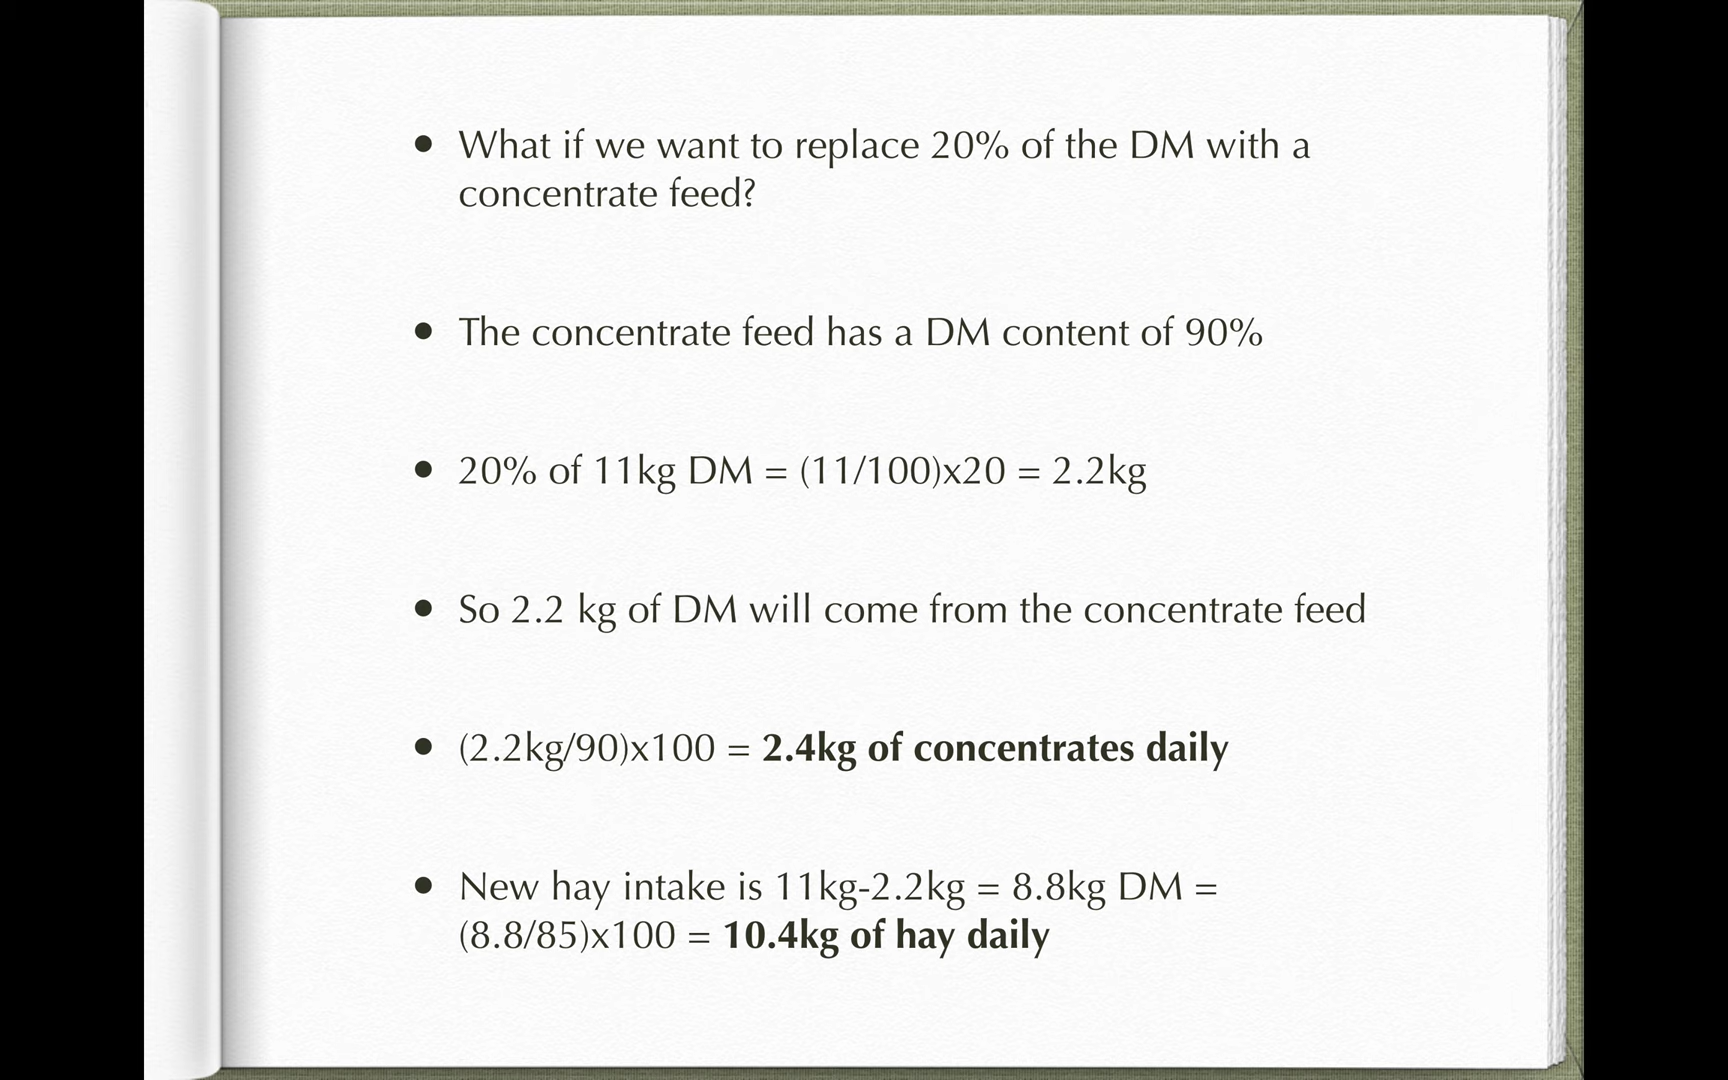 • What if we want to replace 20% of the DM with a
concentrate feed?
• The concentrate feed has a DM content of 90%
• 20% of 11kg DM = (11/100)x20 = 2.2kg
• So 2.2 kg of DM will come from the concentrate feed
• (2.2kg/90)x100 = 2.4kg of concentrates daily
• New hay intake is 11kg-2.2kg = 8.8kg DM =
(8.8/85)x100 = 10.4kg of hay daily